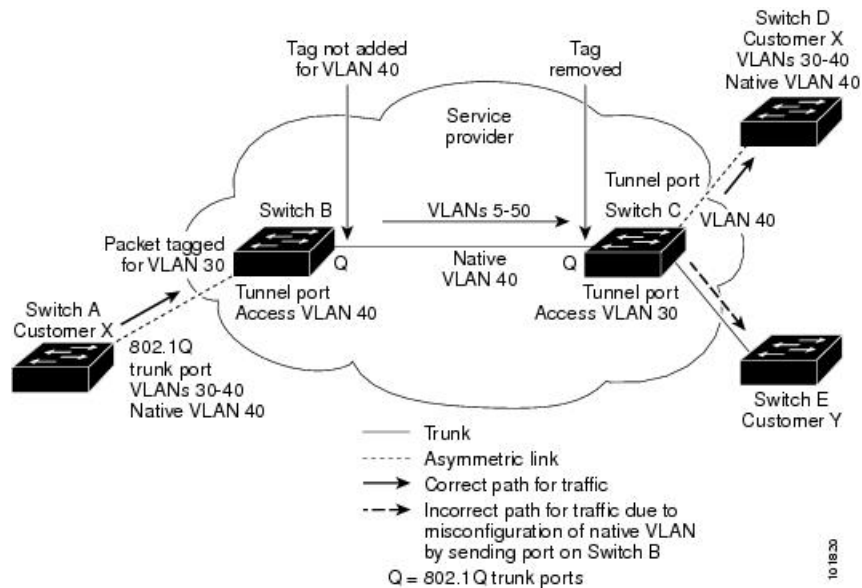 Tag not added
for VLAN 40
Tag
removed
Switch D
Customer X
VLANs 30-40
Native VLAN 40
Service
provider
Tunnel port
Switch B
VLANs 5-50
Switch C
VLAN 40
Packet tagged
for VLAN 30
Q
Native
VLAN 40
Q
Switch A
Customer X
Tunnel port
Access VLAN 40
Tunnel port
Access VLAN 30
802.1Q
trunk port
VLANs 30-40
Native VLAN 40
Switch E
Customer Y
Trunk
Asymmetric link
Correct path for traffic
Incorrect path for traffic due to
misconfiguration of native VLAN
by sending port on Switch B
Q = 802.1Q trunk ports
101820